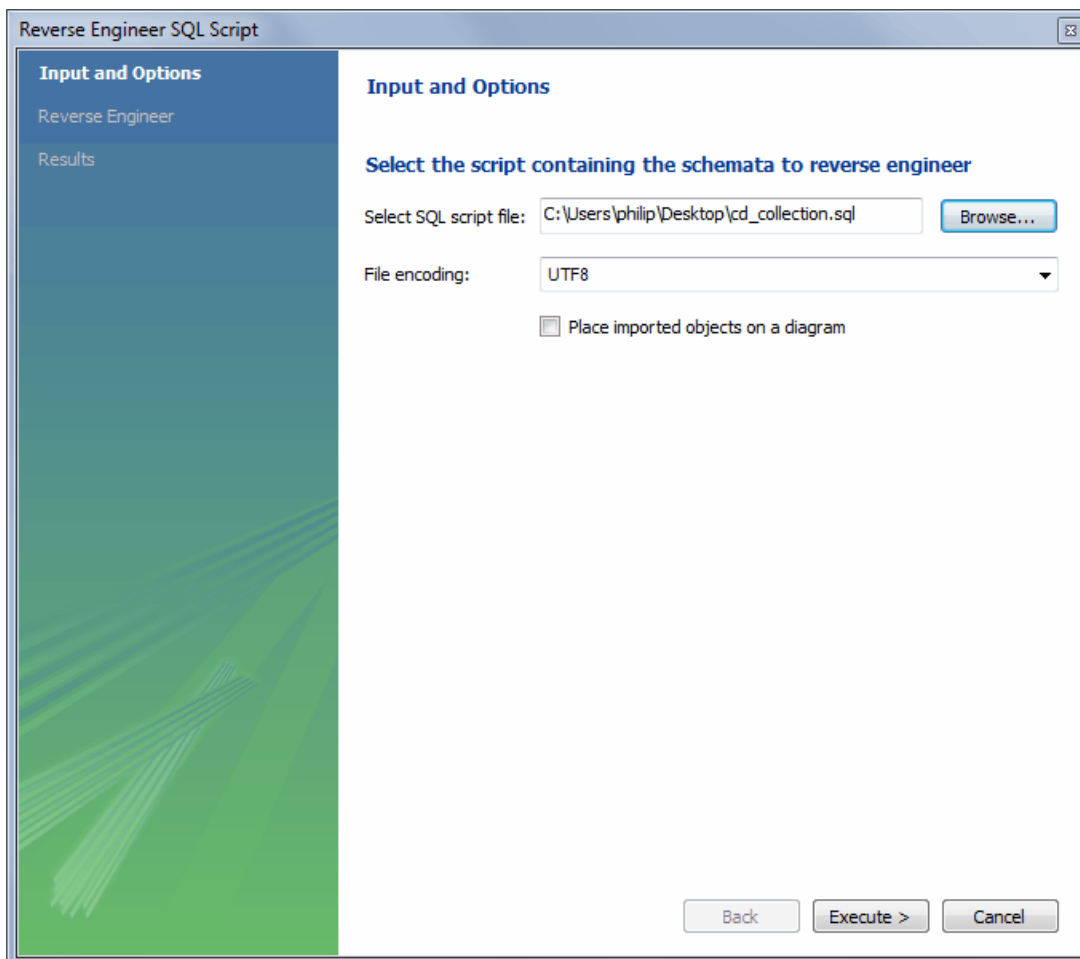 Reverse Engineer SQL Script
Input and Options
Reverse Engineer
Results
Input and Options
Select the script containing the schemata to reverse engineer
Select SQL script file: C:\Users\philip\Desktop\cd_collection.sql Browse...
File encoding: UTF8
Place imported objects on a diagram
Back Execute > Cancel